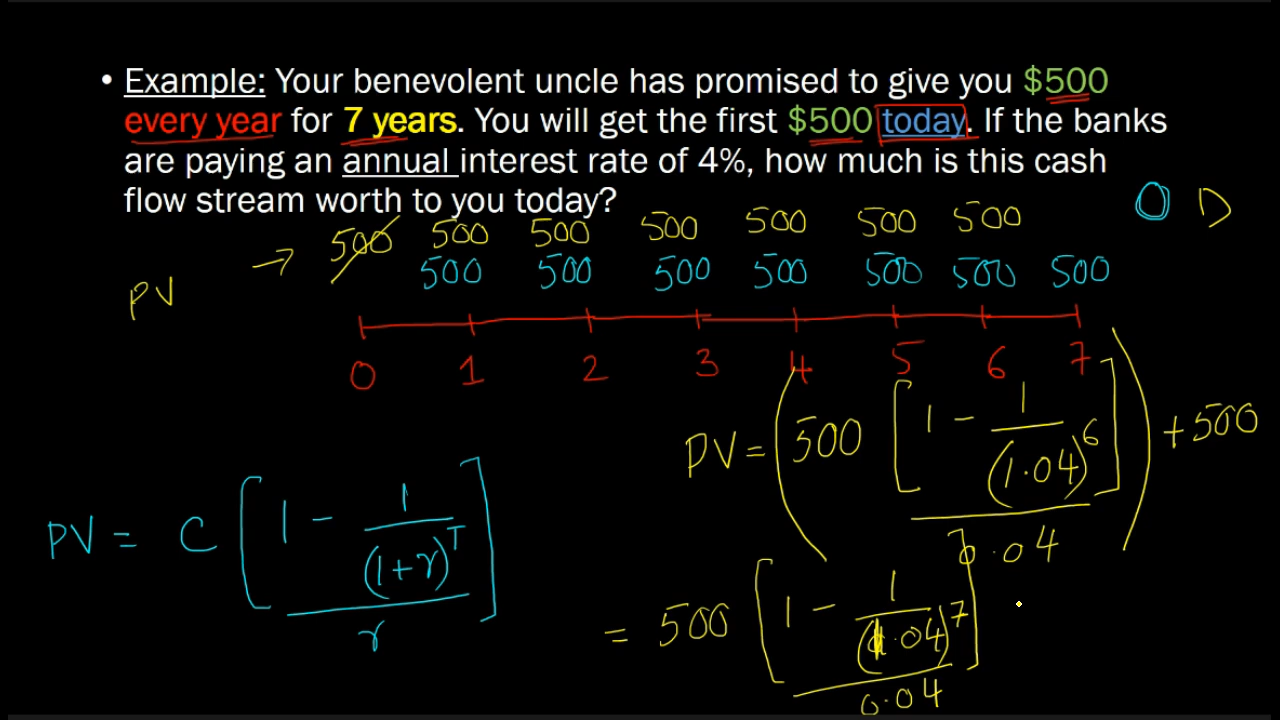 • Example: Your benevolent uncle has promised to give you $500
every year for 7 years. You will get the first $500 today. If the banks
are paying an annual interest rate of 4%, how much is this cash
flow stream worth to you today?
O D
→ 500 500 500 500 500 500 500
500 500 500 500 500 500 500
PV
0 1 2 3 4 5 6 7
PV = (500 [1 - 1/(1.04)^6]/0.04) + 500
PV = C [1 - 1/(1+r)^T]/r
= 500 [1 - 1/(1.04)^7]/0.04